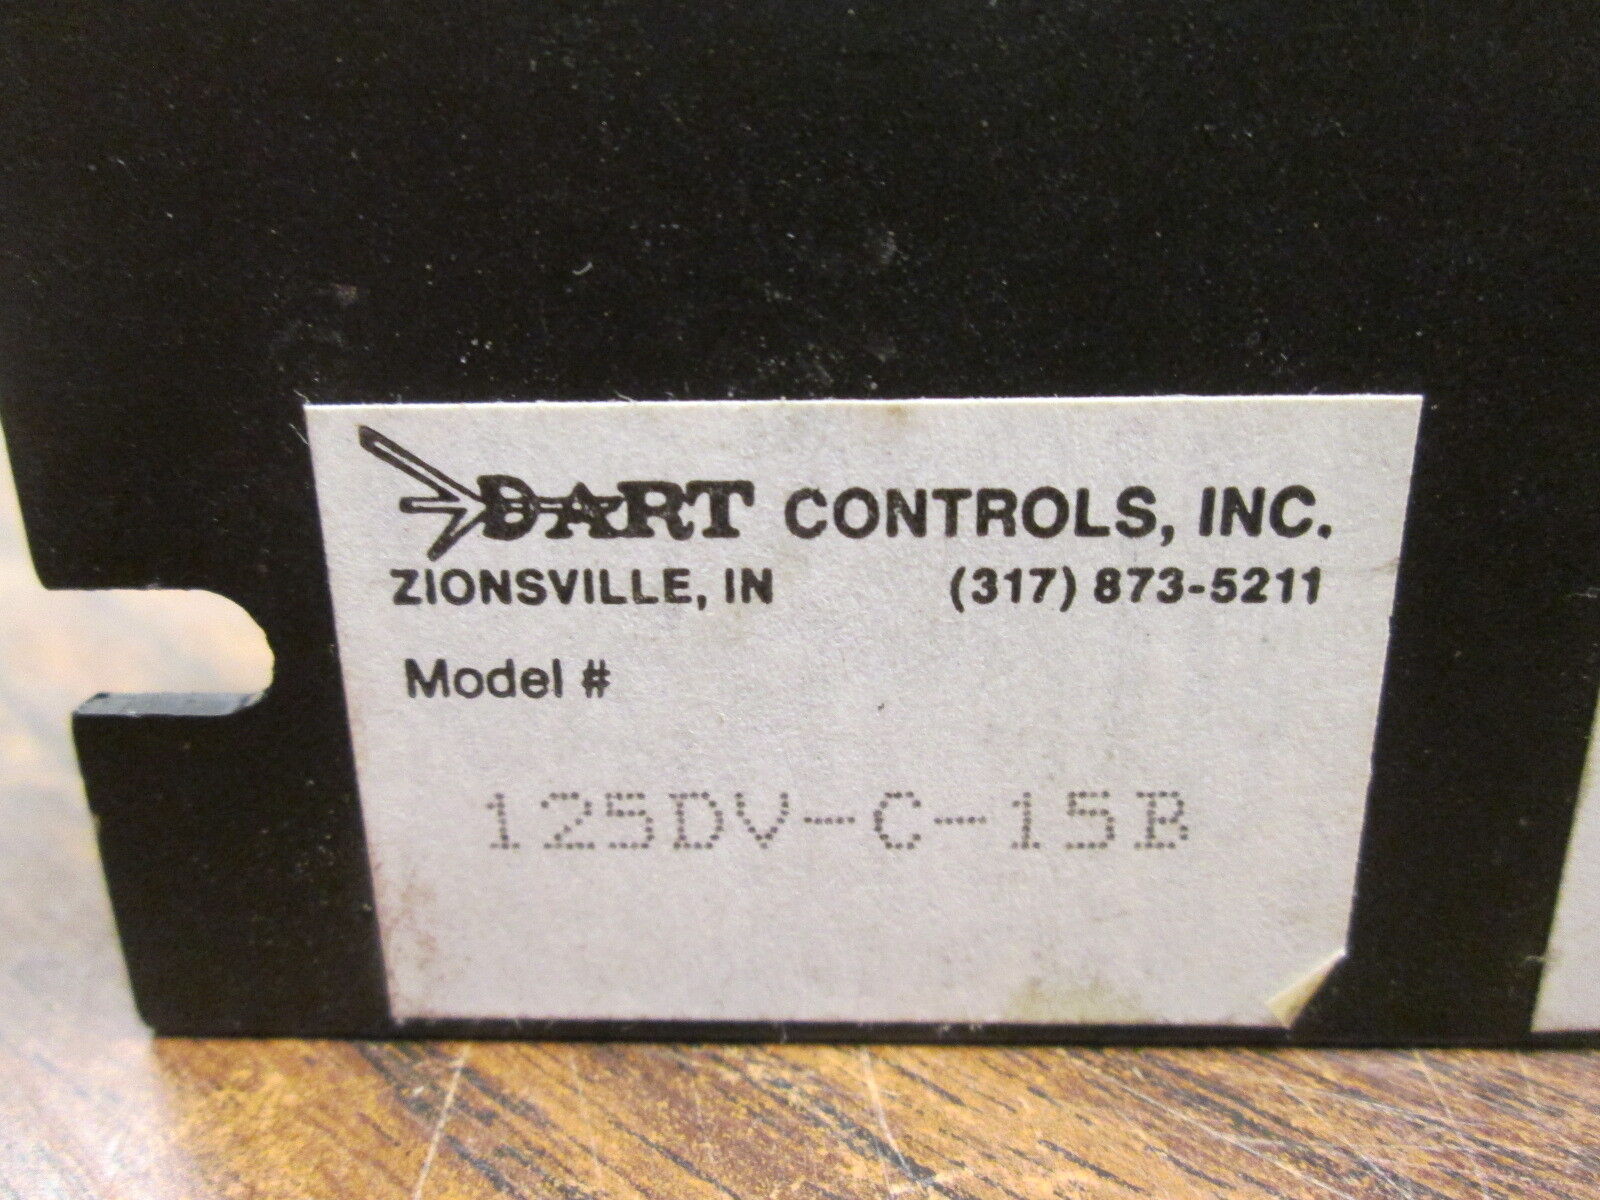 DART CONTROLS, INC.
ZIONSVILLE, IN (317) 873-5211
Model #
125DV-C-15B